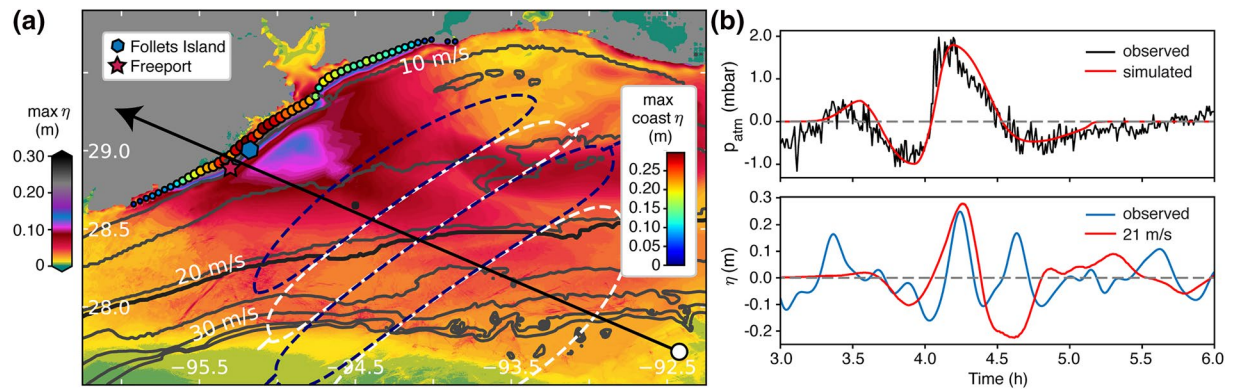 (a)
Follets Island
Freeport
10 m/s
max η
(m)
0.30
0.20
0.10
0
29.0
28.5
28.0
20 m/s
30 m/s
−95.5
−94.5
−93.5
−92.5
max
coast η
(m)
0.25
0.20
0.15
0.10
0.05
0
(b)
2.0
1.0
0.0
-1.0
p_atm (mbar)
observed
simulated
0.3
0.2
0.1
0.0
-0.1
-0.2
η (m)
observed
21 m/s
3.0
3.5
4.0
4.5
5.0
5.5
6.0
Time (h)